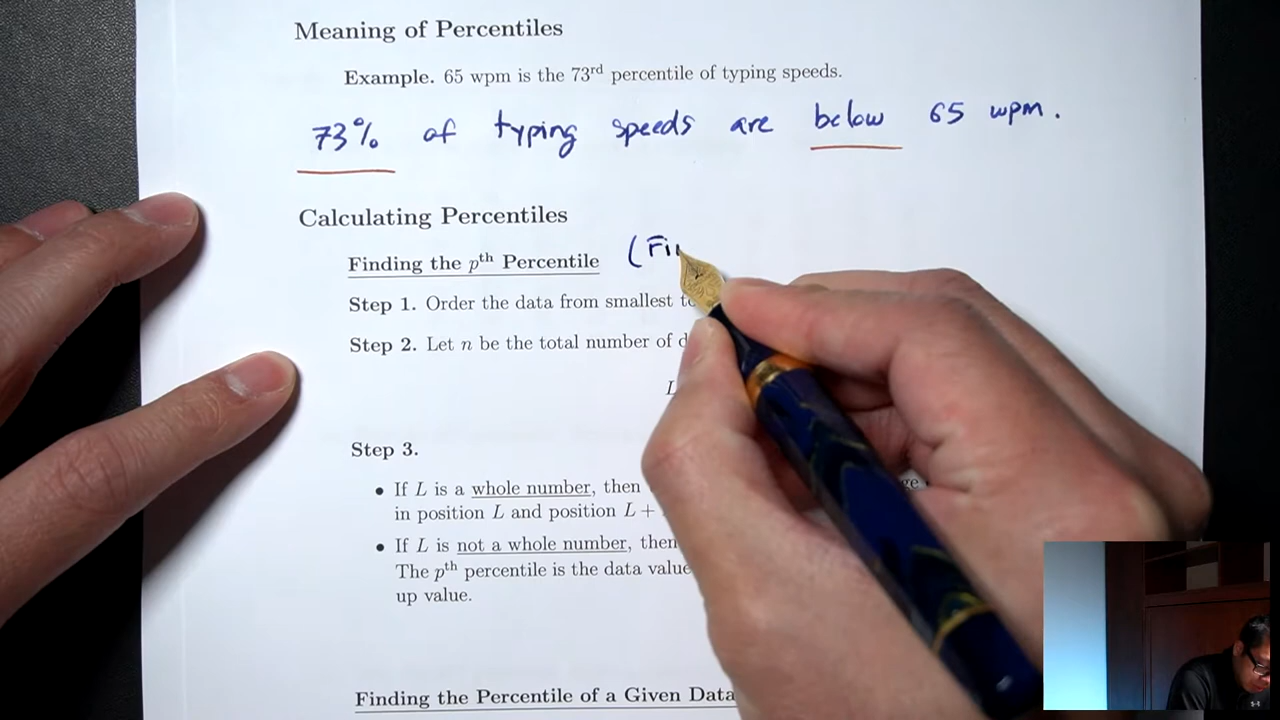 Meaning of Percentiles
Example. 65 wpm is the 73rd percentile of typing speeds.
73% of typing speeds are below 65 wpm.
Calculating Percentiles
Finding the pth Percentile (Fi
Step 1. Order the data from smallest to
Step 2. Let n be the total number of d
L
Step 3.
• If L is a whole number, then
in position L and position L +
• If L is not a whole number, then
The pth percentile is the data value
up value.
Finding the Percentile of a Given Data